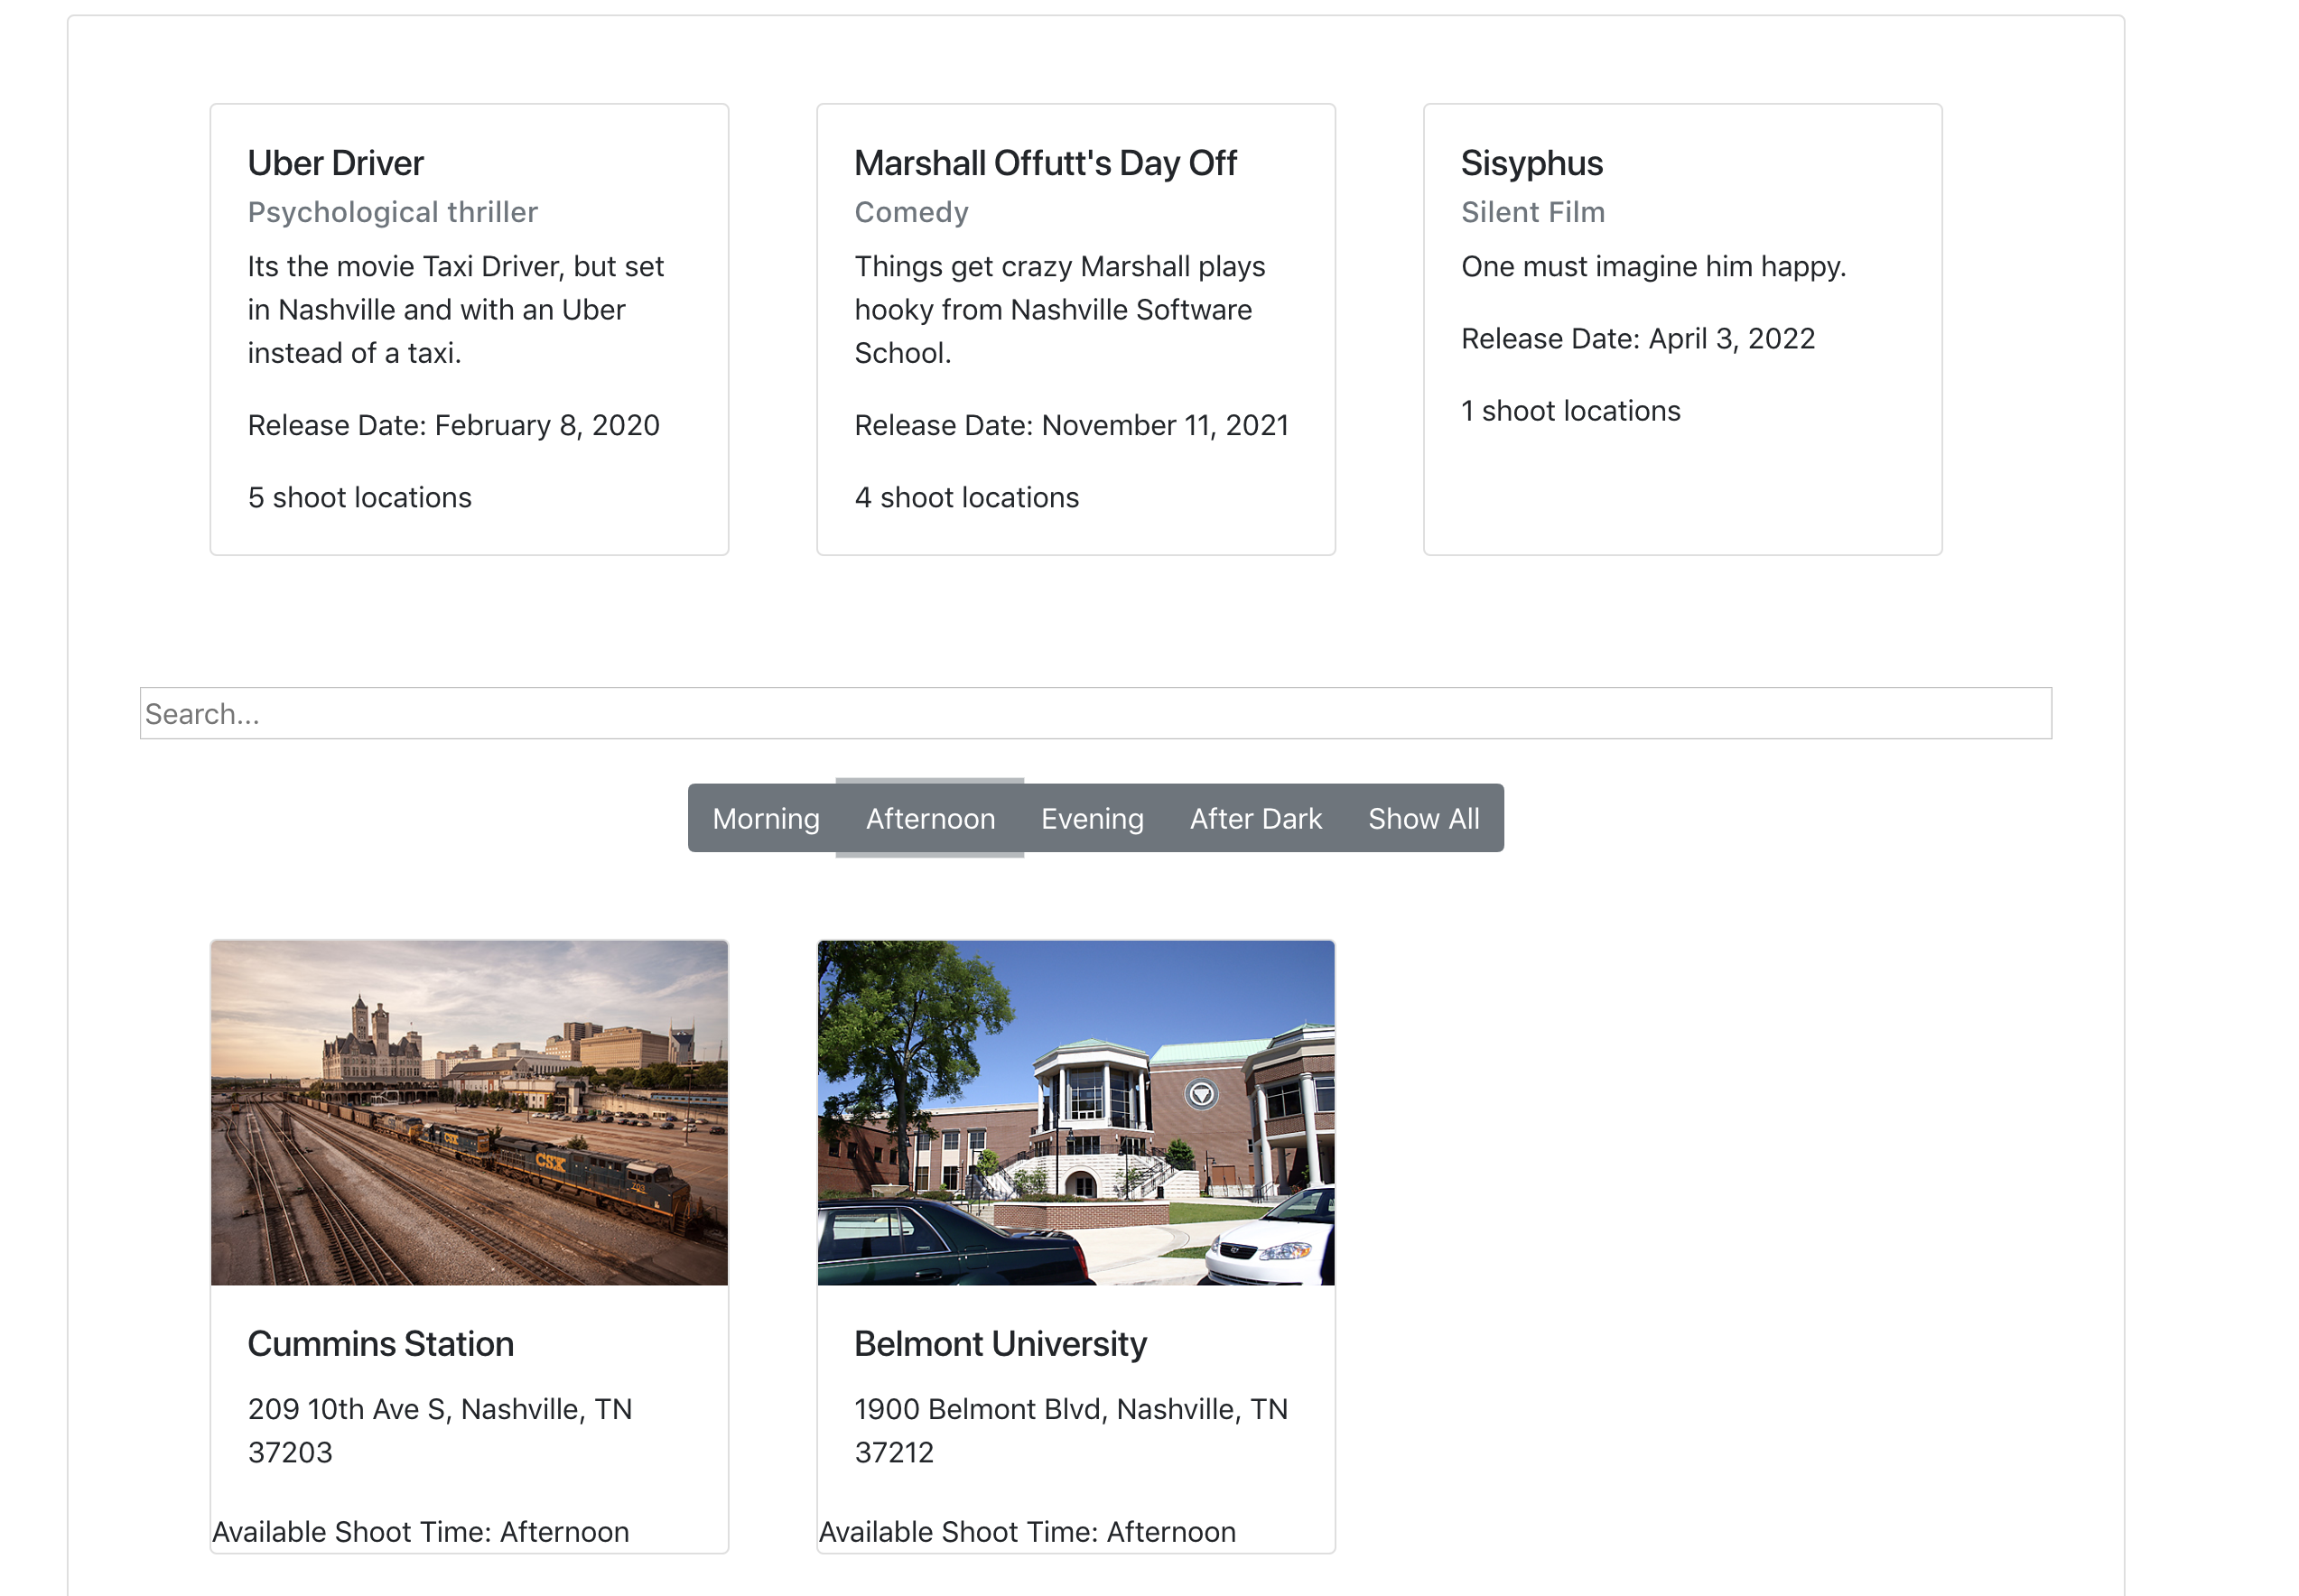 Uber Driver
Psychological thriller
Its the movie Taxi Driver, but set
in Nashville and with an Uber
instead of a taxi.
Release Date: February 8, 2020
5 shoot locations
Marshall Offutt's Day Off
Comedy
Things get crazy Marshall plays
hooky from Nashville Software
School.
Release Date: November 11, 2021
4 shoot locations
Sisyphus
Silent Film
One must imagine him happy.
Release Date: April 3, 2022
1 shoot locations
Search...
Morning Afternoon Evening After Dark Show All
CSX
CSX
Cummins Station
209 10th Ave S, Nashville, TN
37203
Available Shoot Time: Afternoon
Belmont University
1900 Belmont Blvd, Nashville, TN
37212
Available Shoot Time: Afternoon